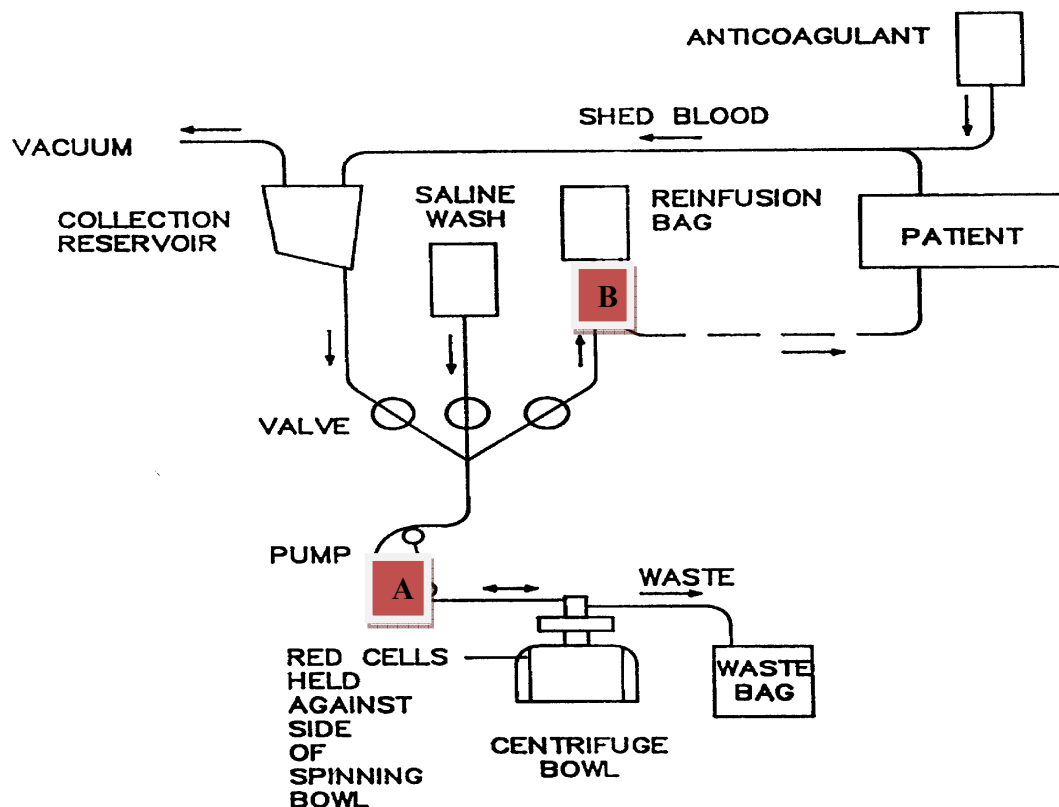 ANTICOAGULANT
SHED BLOOD
VACUUM
COLLECTION
RESERVOIR
SALINE
WASH
REINFUSION
BAG
PATIENT
B
VALVE
PUMP
A
WASTE
RED CELLS
HELD
AGAINST
SIDE
OF
SPINNING
BOWL
CENTRIFUGE
BOWL
WASTE
BAG